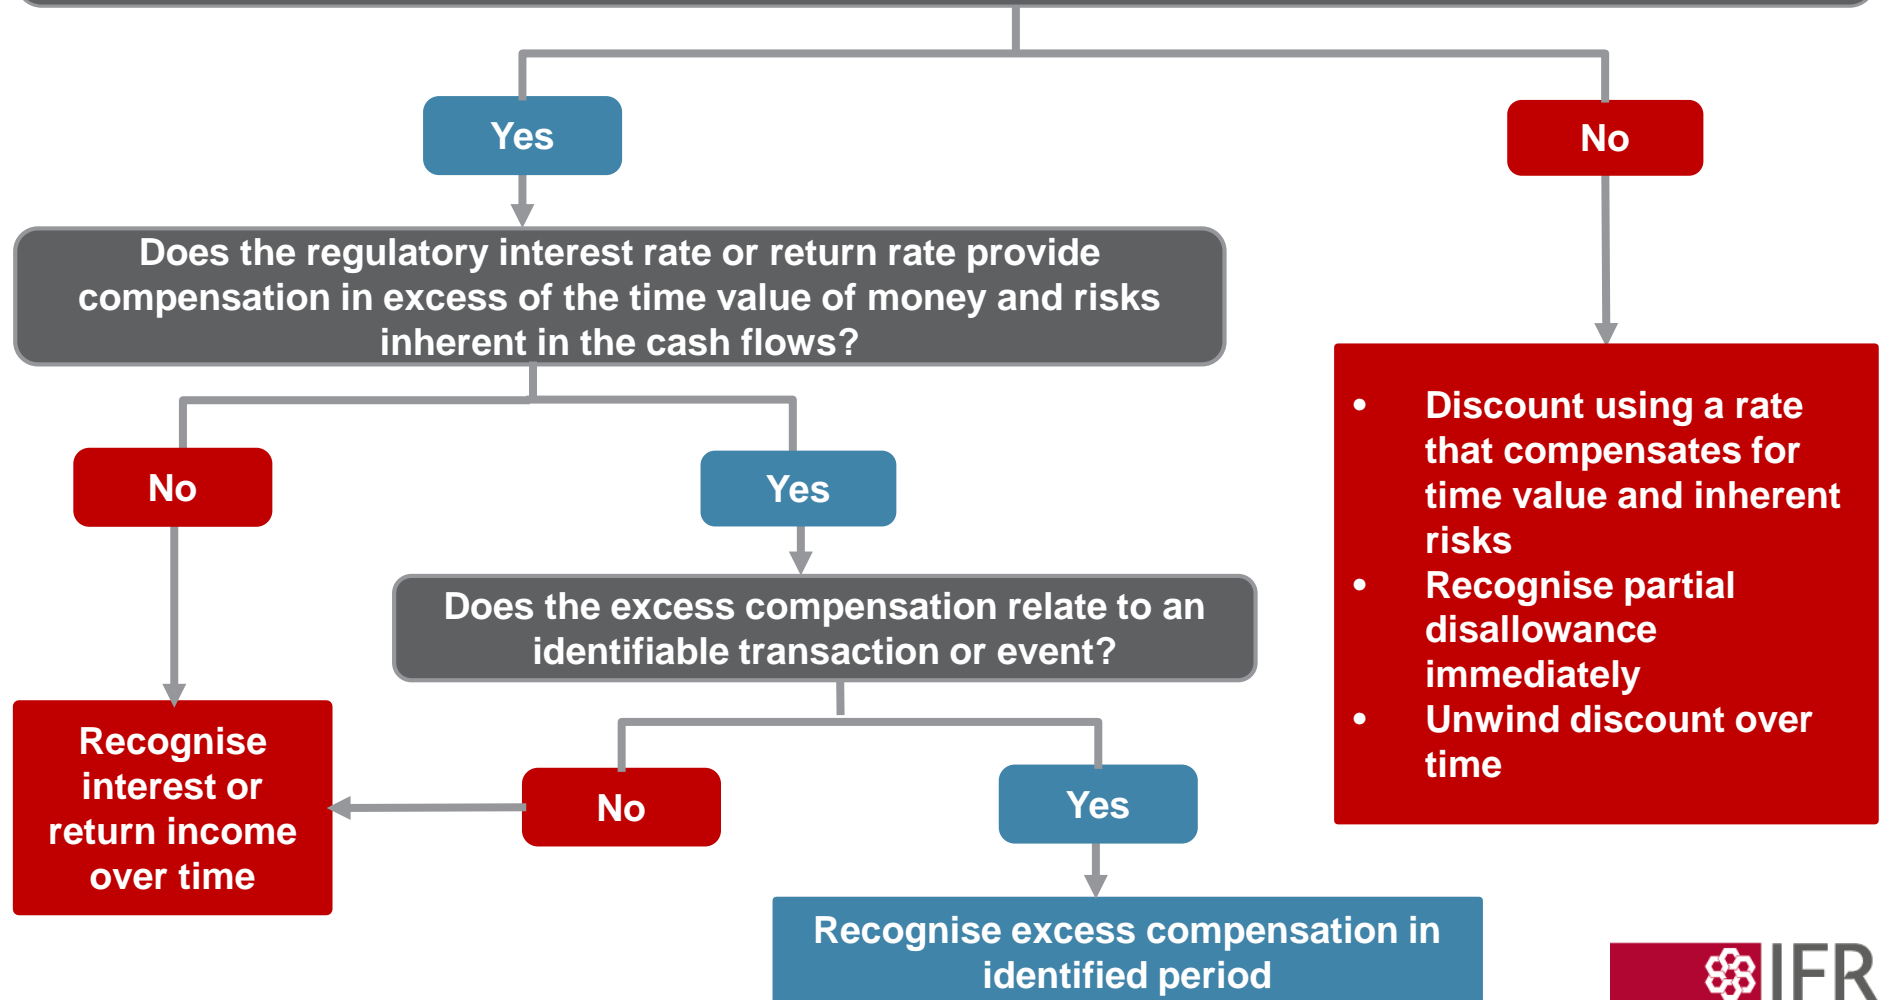 Yes
No
Does the regulatory interest rate or return rate provide
compensation in excess of the time value of money and risks
inherent in the cash flows?
No
Yes
• Discount using a rate
that compensates for
time value and inherent
risks
• Recognise partial
disallowance
immediately
• Unwind discount over
time
Does the excess compensation relate to an
identifiable transaction or event?
Recognise
interest or
return income
over time
No
Yes
Recognise excess compensation in
identified period
IFR